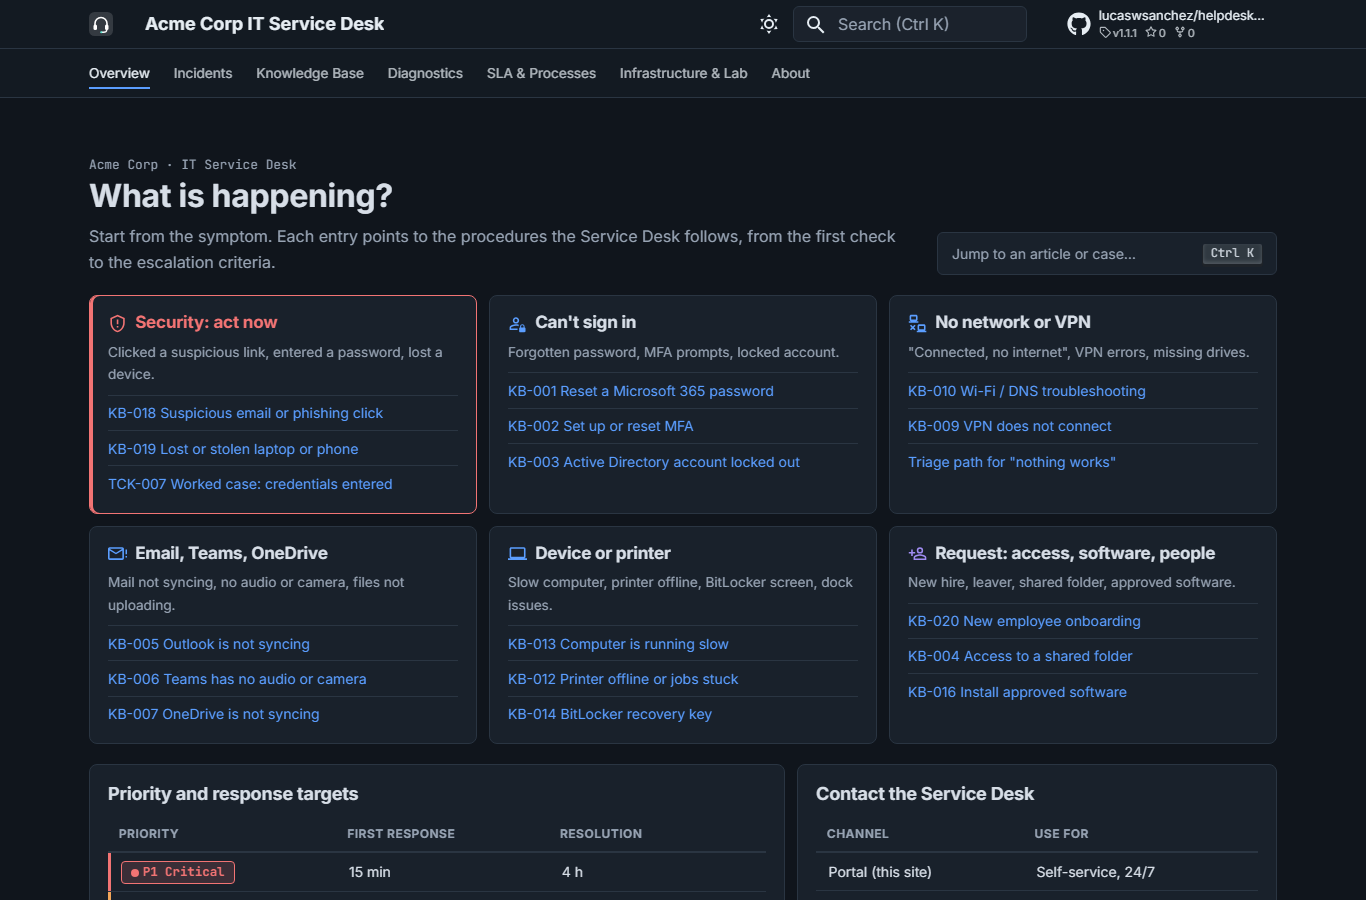 Acme Corp IT Service Desk
Search (Ctrl K)
lucaswsanchez/helpdesk...
v1.1.1 0 0
Overview Incidents Knowledge Base Diagnostics SLA & Processes Infrastructure & Lab About
Acme Corp · IT Service Desk
What is happening?
Start from the symptom. Each entry points to the procedures the Service Desk follows, from the first check
to the escalation criteria.
Jump to an article or case... Ctrl K
Security: act now
Clicked a suspicious link, entered a password, lost a
device.
KB-018 Suspicious email or phishing click
KB-019 Lost or stolen laptop or phone
TCK-007 Worked case: credentials entered
Can't sign in
Forgotten password, MFA prompts, locked account.
KB-001 Reset a Microsoft 365 password
KB-002 Set up or reset MFA
KB-003 Active Directory account locked out
No network or VPN
"Connected, no internet", VPN errors, missing drives.
KB-010 Wi-Fi / DNS troubleshooting
KB-009 VPN does not connect
Triage path for "nothing works"
Email, Teams, OneDrive
Mail not syncing, no audio or camera, files not
uploading.
KB-005 Outlook is not syncing
KB-006 Teams has no audio or camera
KB-007 OneDrive is not syncing
Device or printer
Slow computer, printer offline, BitLocker screen, dock
issues.
KB-013 Computer is running slow
KB-012 Printer offline or jobs stuck
KB-014 BitLocker recovery key
Request: access, software, people
New hire, leaver, shared folder, approved software.
KB-020 New employee onboarding
KB-004 Access to a shared folder
KB-016 Install approved software
Priority and response targets
PRIORITY FIRST RESPONSE RESOLUTION
P1 Critical 15 min 4 h
Contact the Service Desk
CHANNEL USE FOR
Portal (this site) Self-service, 24/7